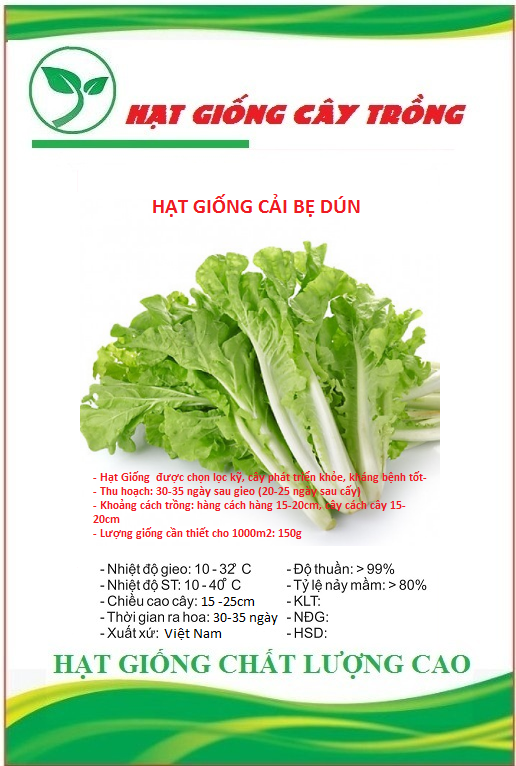 HẠT GIỐNG CÂY TRỒNG
HẠT GIỐNG CẢI BẸ DÚN
- Hạt Giống được chọn lọc kỹ, cây phát triển khỏe, kháng bệnh tốt-
- Thu hoạch: 30-35 ngày sau gieo (20-25 ngày sau cấy)
- Khoảng cách trồng: hàng cách hàng 15-20cm, cây cách cây 15-
20cm
- Lượng giống cần thiết cho 1000m2: 150g
- Nhiệt độ gieo: 10 - 32° C
- Nhiệt độ ST: 10 - 40° C
- Chiều cao cây: 15 -25cm
- Thời gian ra hoa: 30-35 ngày
- Xuất xứ: Việt Nam
- Độ thuần: > 99%
- Tỷ lệ nảy mầm: > 80%
- KLT:
- NĐG:
- HSD:
HẠT GIỐNG CHẤT LƯỢNG CAO